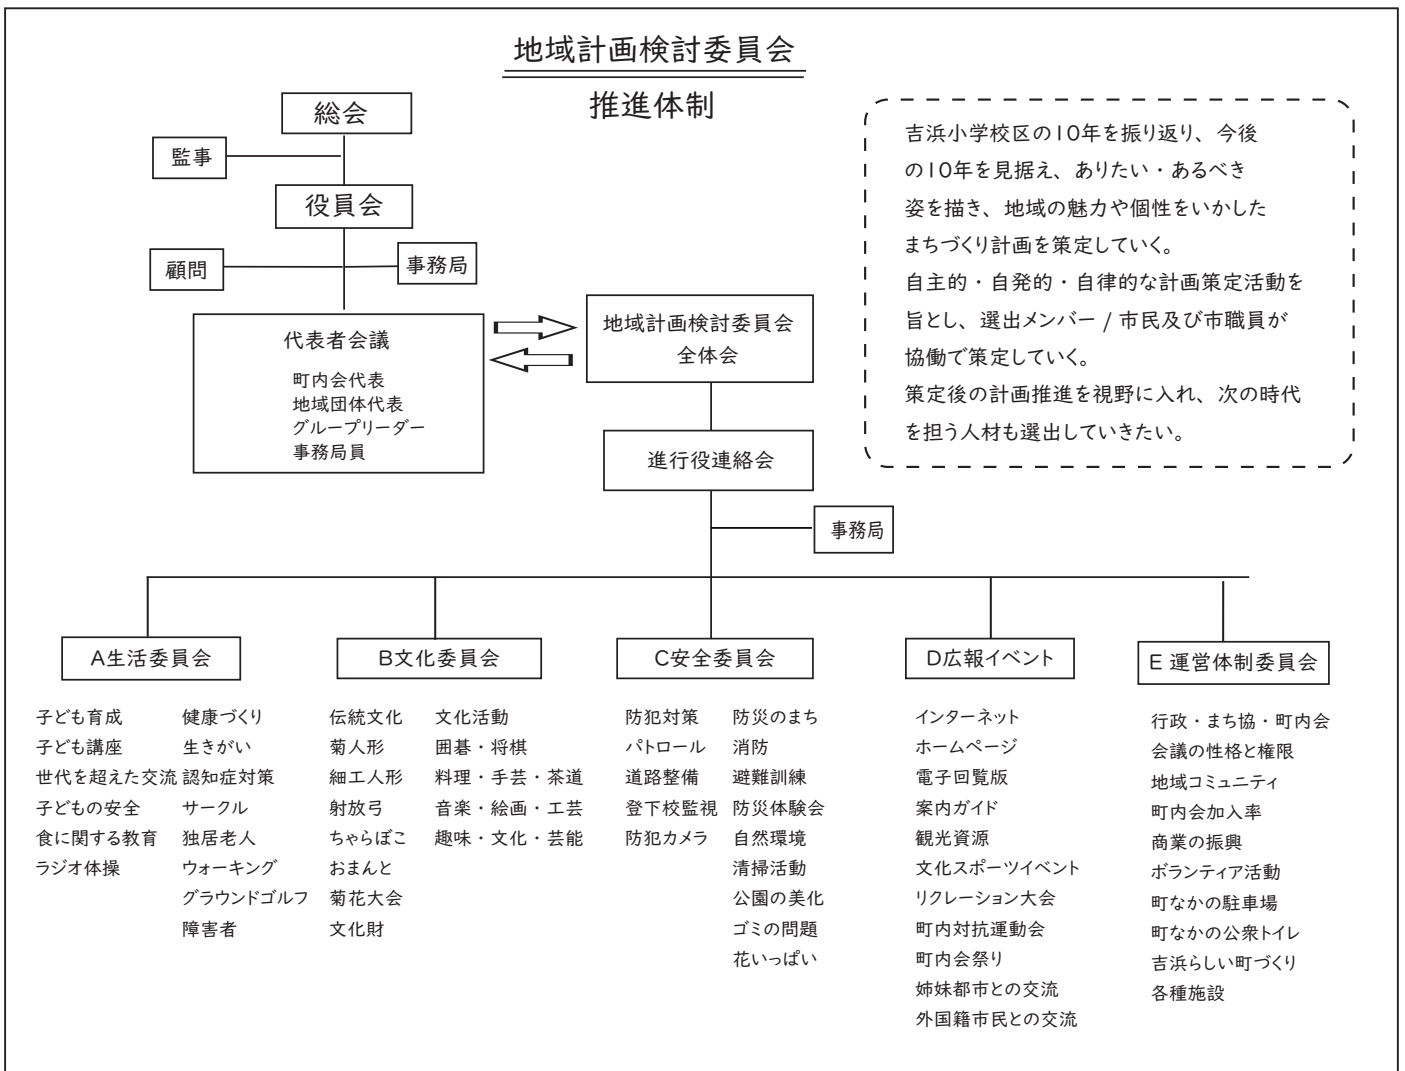 地域計画検討委員会
推進体制
総会
監事
役員会
顧問
事務局
代表者会議
町内会代表
地域団体代表
グループリーダー
事務局員
地域計画検討委員会
全体会
進行役連絡会
事務局
吉浜小学校区の10年を振り返り、今後
の10年を見据え、ありたい・あるべき
姿を描き、地域の魅力や個性をいかした
まちづくり計画を策定していく。
自主的・自発的・自律的な計画策定活動を
旨とし、選出メンバー / 市民及び市職員が
協働で策定していく。
策定後の計画推進を視野に入れ、次の時代
を担う人材も選出していきたい。
A生活委員会
子ども育成
子ども講座
世代を超えた交流
子どもの安全
食に関する教育
ラジオ体操
健康づくり
生きがい
認知症対策
サークル
独居老人
ウォーキング
グラウンドゴルフ
障害者
B文化委員会
伝統文化
菊人形
細工人形
射放弓
ちゃらぼこ
おまんと
菊花大会
文化財
文化活動
囲碁・将棋
料理・手芸・茶道
音楽・絵画・工芸
趣味・文化・芸能
C安全委員会
防犯対策
パトロール
道路整備
登下校監視
防犯カメラ
防災のまち
消防
避難訓練
防災体験会
自然環境
清掃活動
公園の美化
ゴミの問題
花いっぱい
D広報イベント
インターネット
ホームページ
電子回覧版
案内ガイド
観光資源
文化スポーツイベント
リクレーション大会
町内対抗運動会
町内会祭り
姉妹都市との交流
外国籍市民との交流
E 運営体制委員会
行政・まち協・町内会
会議の性格と権限
地域コミュニティ
町内会加入率
商業の振興
ボランティア活動
町なかの駐車場
町なかの公衆トイレ
吉浜らしい町づくり
各種施設